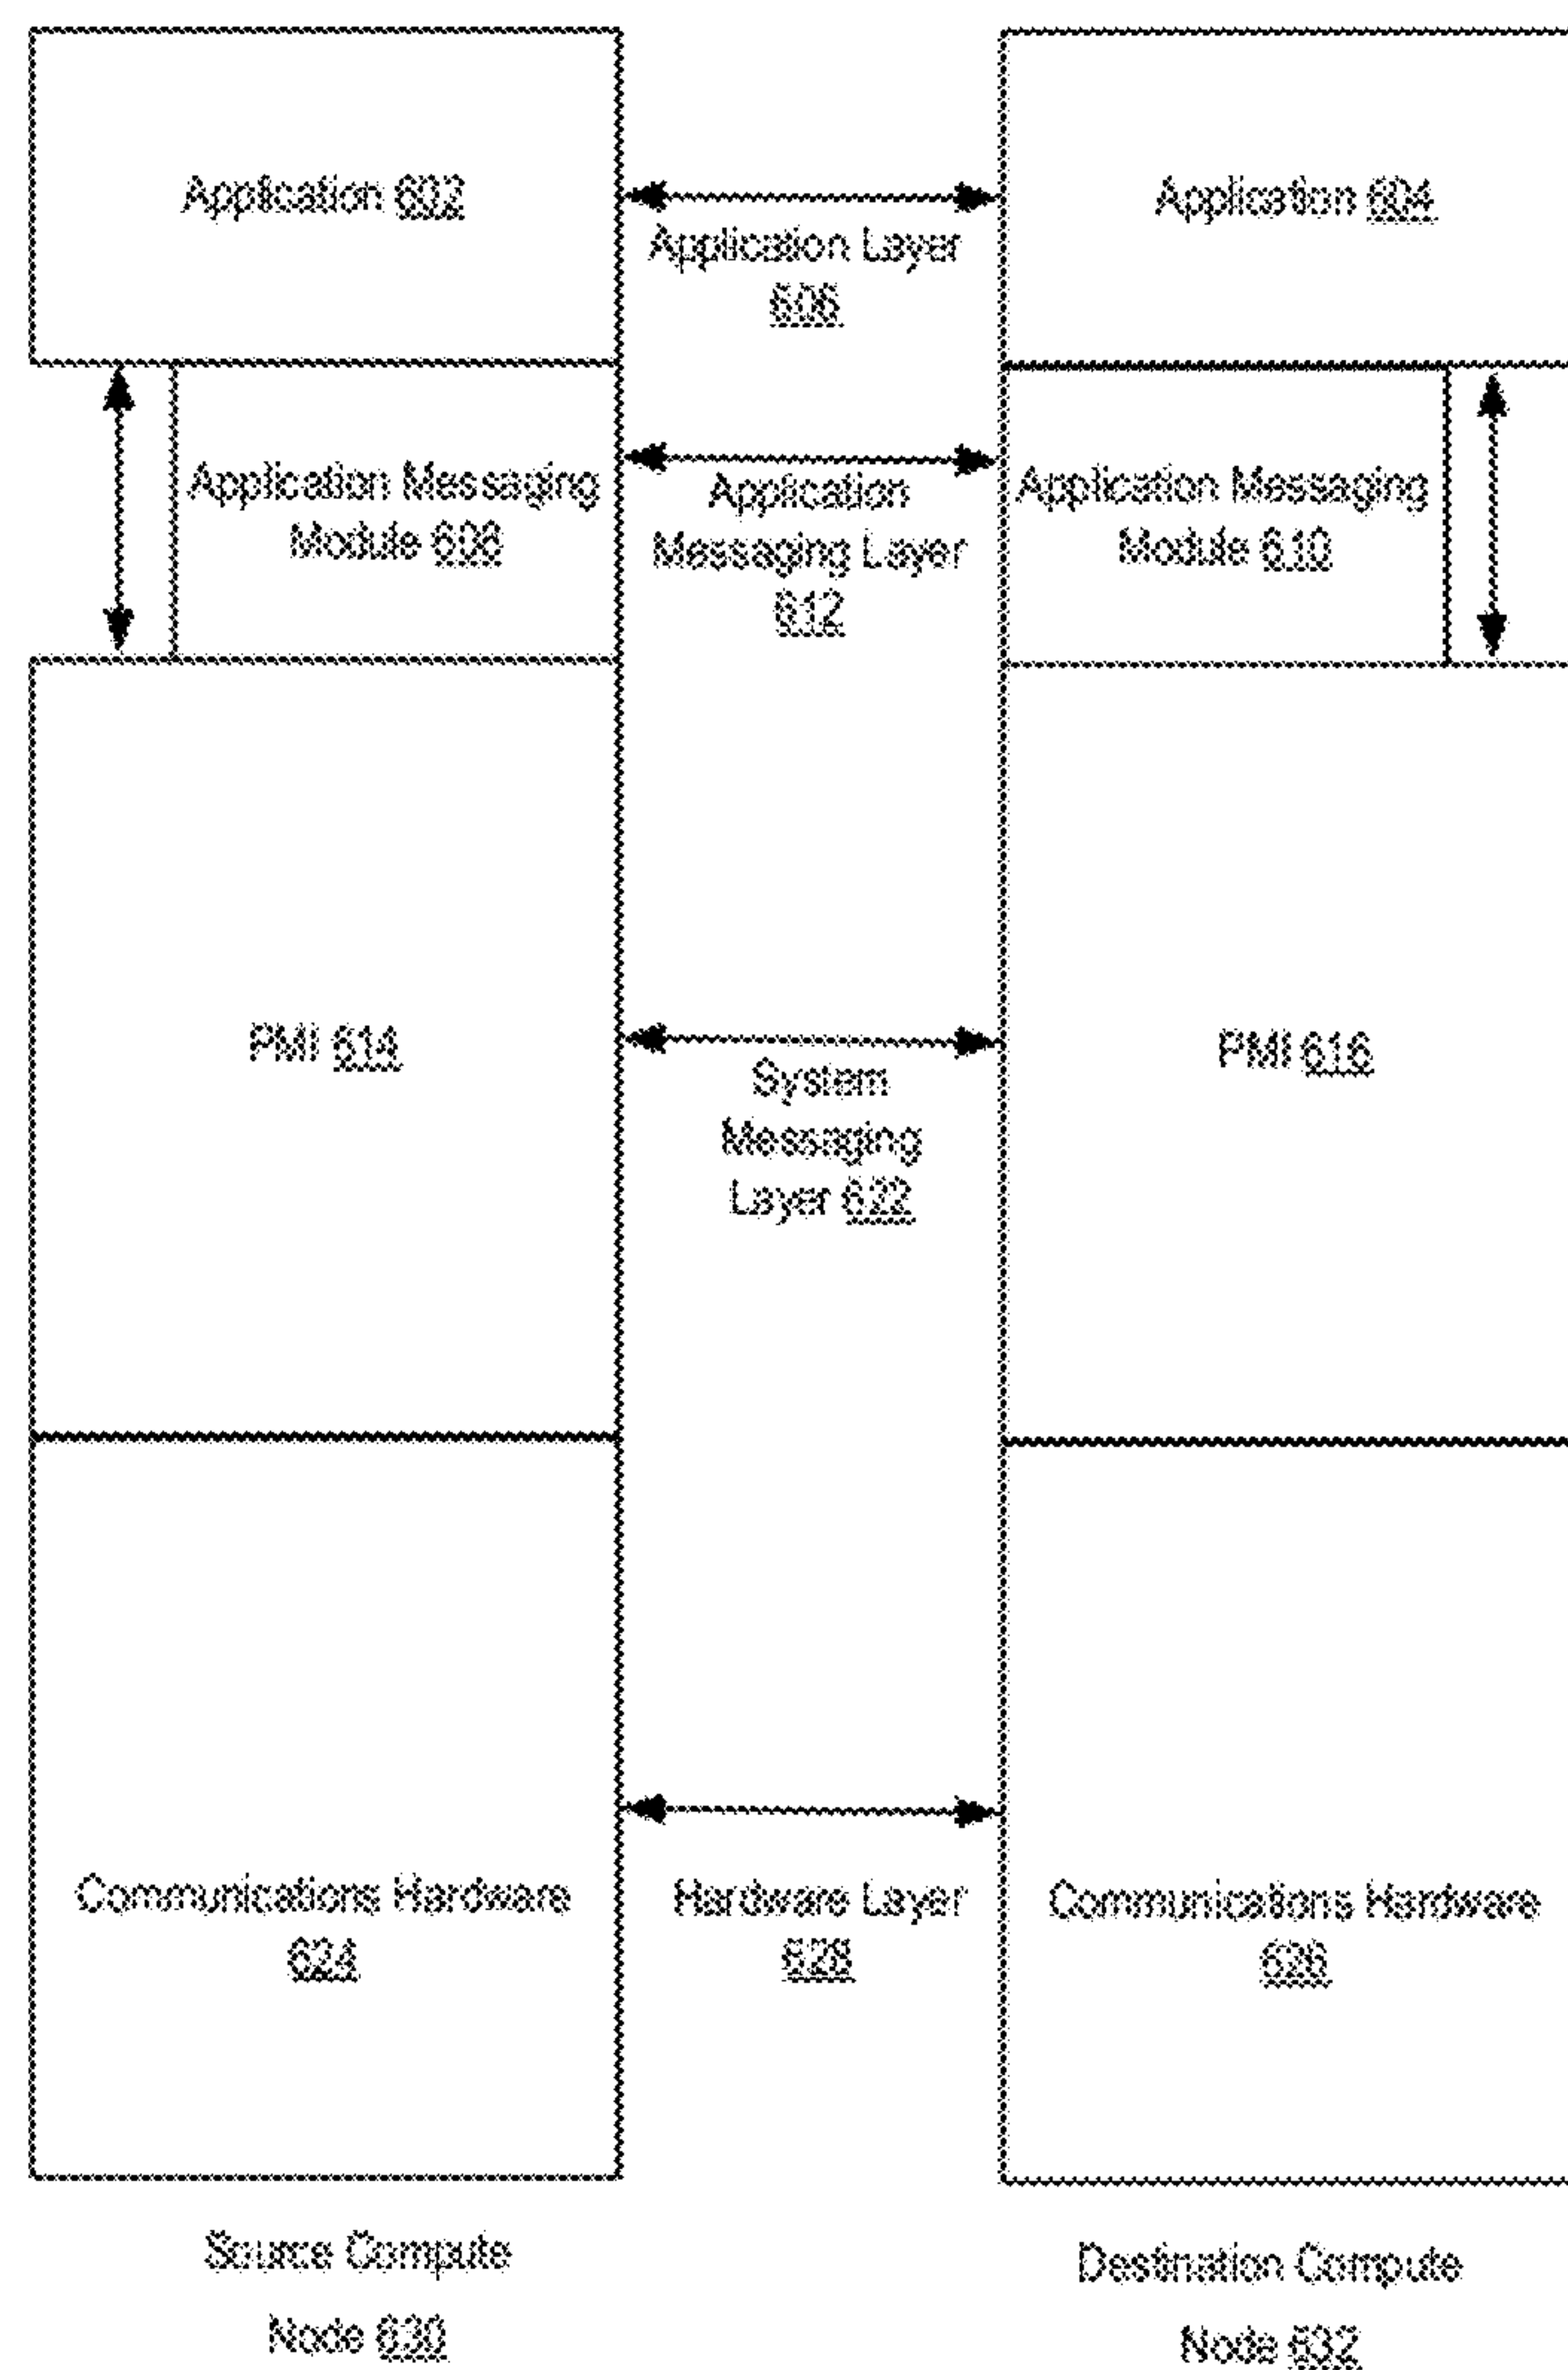 Application 602
Application Layer
606
Application 604
Application Messaging
Module 608
Application
Messaging Layer
612
Application Messaging
Module 610
PMI 614
System
Messaging
Layer 622
PMI 616
Communications Hardware
624
Hardware Layer
628
Communications Hardware
626
Source Compute
Node 630
Destination Compute
Node 632